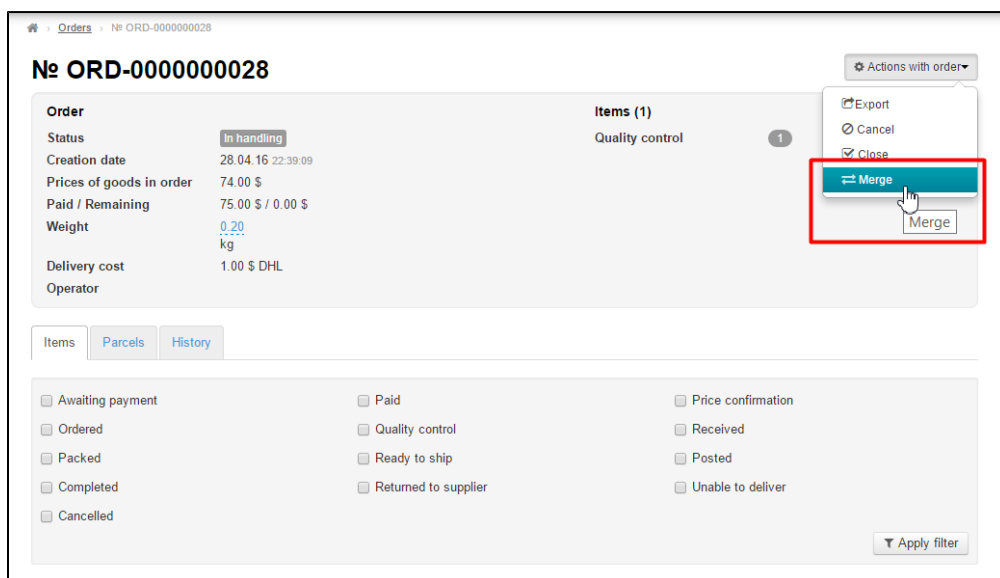 Orders > № ORD-0000000028
№ ORD-0000000028
Actions with order
Export
Cancel
Close
Merge
Merge
Order
Status In handling
Creation date 28.04.16 22:39:09
Prices of goods in order 74.00 $
Paid / Remaining 75.00 $ / 0.00 $
Weight 0.20
kg
Delivery cost 1.00 $ DHL
Operator
Items (1)
Quality control 1
Items Parcels History
Awaiting payment Paid Price confirmation
Ordered Quality control Received
Packed Ready to ship Posted
Completed Returned to supplier Unable to deliver
Cancelled
Apply filter